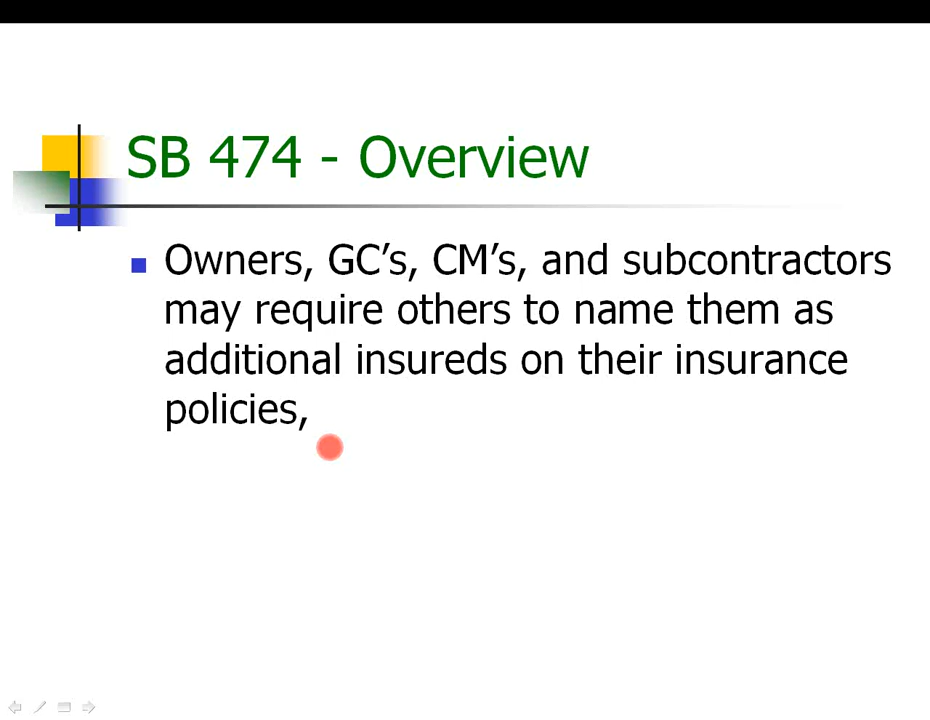 SB 474 - Overview
Owners, GC’s, CM’s, and subcontractors
may require others to name them as
additional insureds on their insurance
policies,